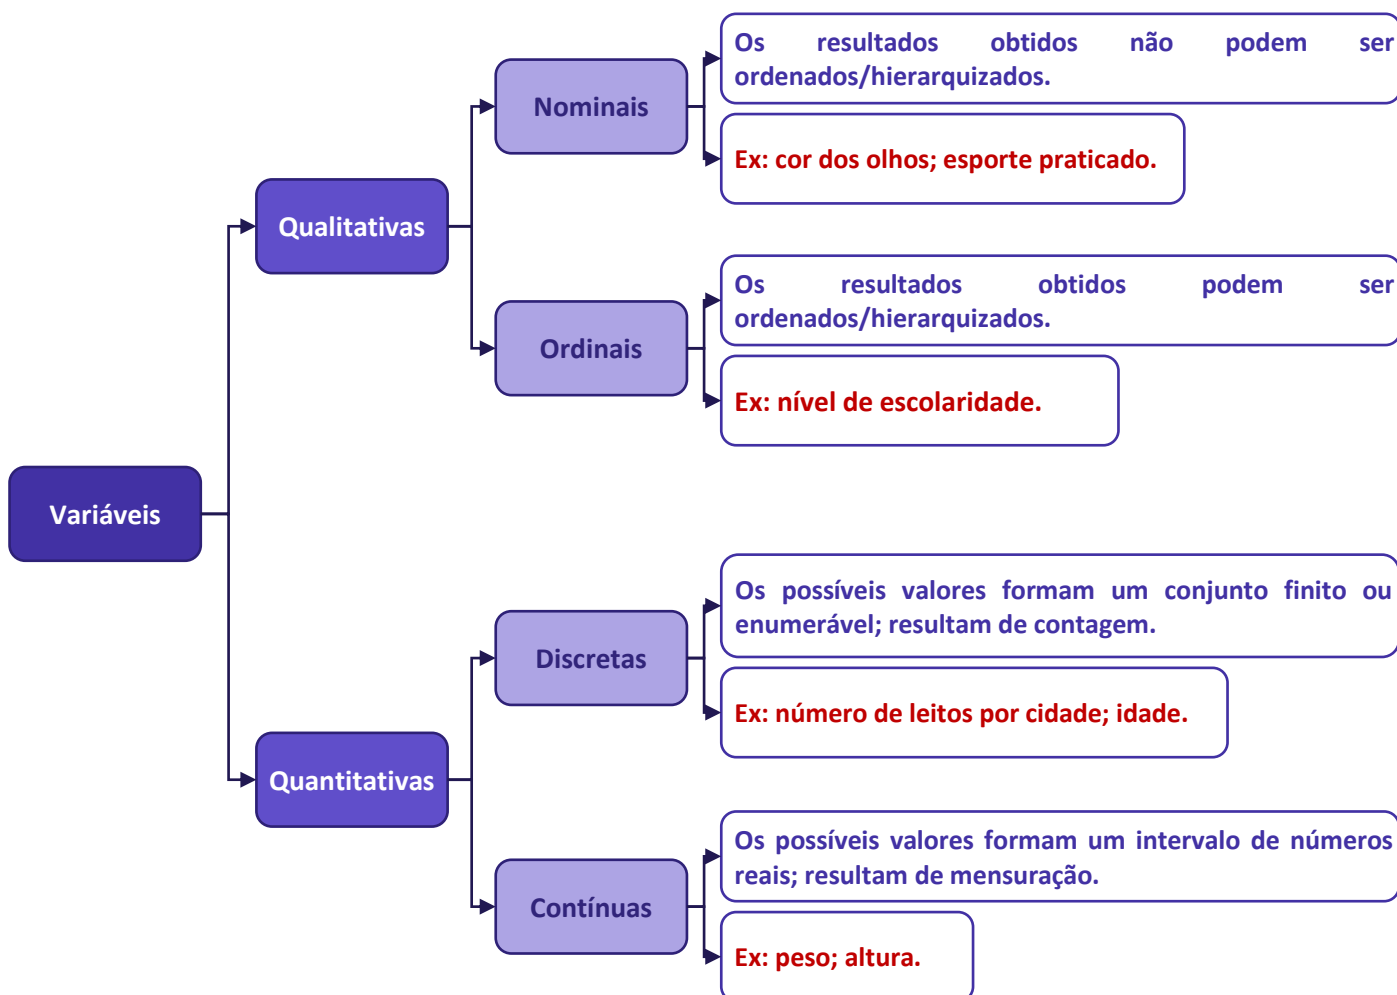 Variáveis
Qualitativas
Nominais
Os resultados obtidos não podem ser
ordenados/hierarquizados.
Ex: cor dos olhos; esporte praticado.
Ordinais
Os resultados obtidos podem ser
ordenados/hierarquizados.
Ex: nível de escolaridade.
Quantitativas
Discretas
Os possíveis valores formam um conjunto finito ou
enumerável; resultam de contagem.
Ex: número de leitos por cidade; idade.
Contínuas
Os possíveis valores formam um intervalo de números
reais; resultam de mensuração.
Ex: peso; altura.